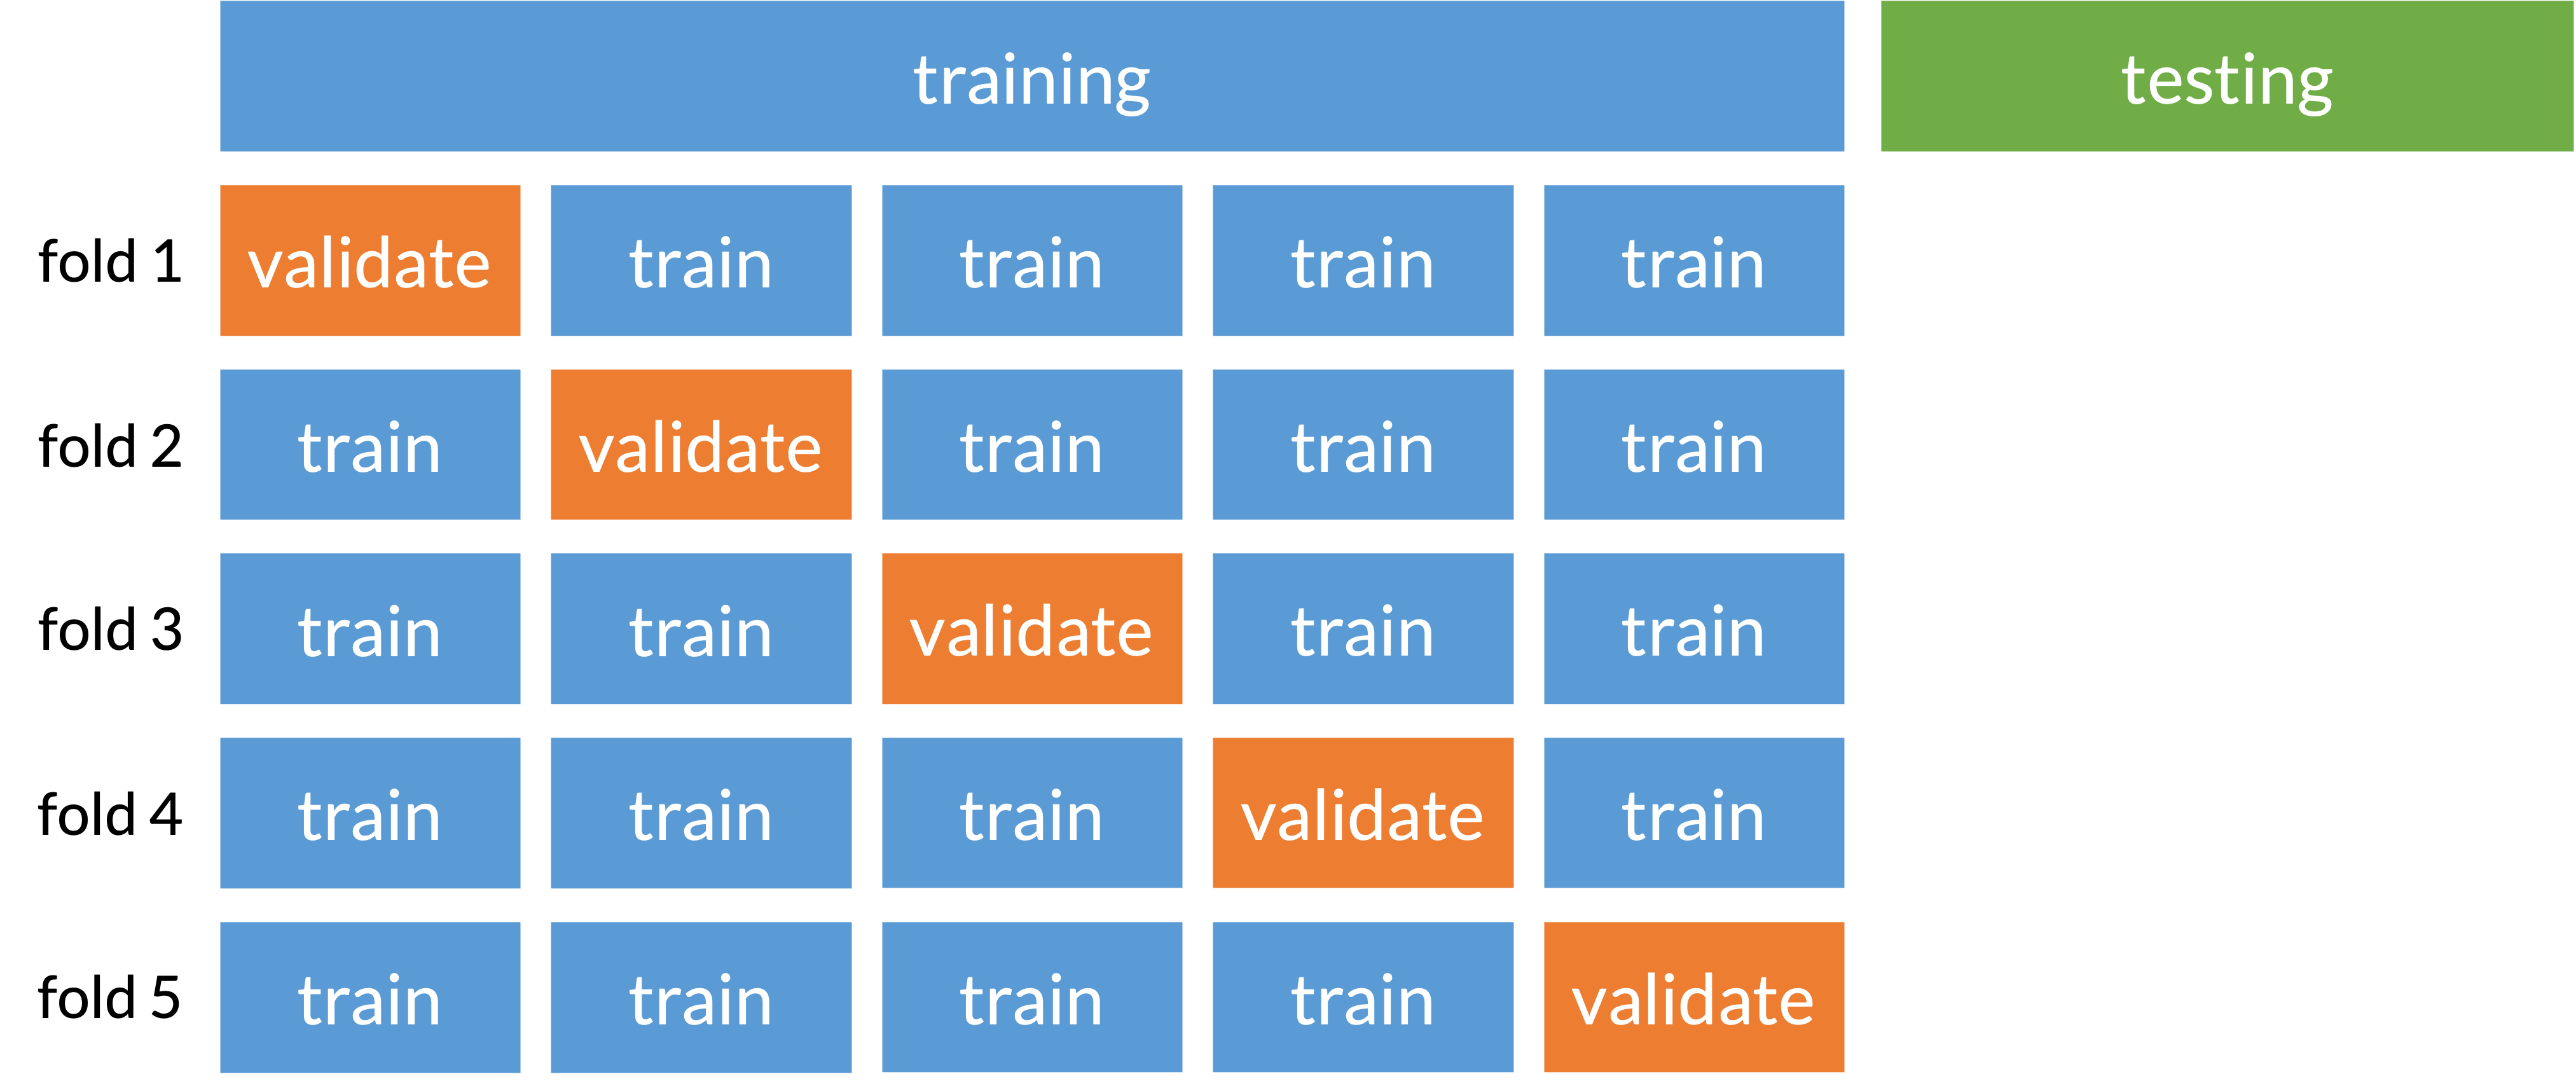 training testing
fold 1 validate train train train train
fold 2 train validate train train train
fold 3 train train validate train train
fold 4 train train train validate train
fold 5 train train train train validate